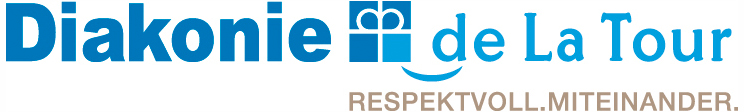 Diakonie de La Tour
RESPEKTVOLL.MITEINANDER.